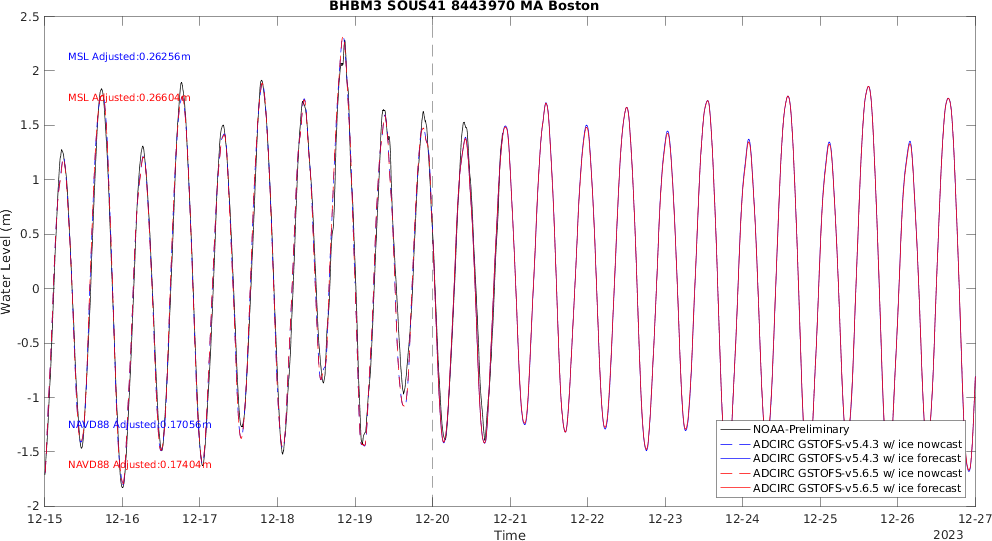 BHBM3 SOUS41 8443970 MA Boston
2.5
2
1.5
1
0.5
0
-0.5
-1
-1.5
-2
Water Level (m)
MSL Adjusted:0.26256m
MSL Adjusted:0.26604m
NAVD88 Adjusted:0.17056m
NAVD88 Adjusted:0.17404m
NOAA-Preliminary
ADCIRC GSTOFS-v5.4.3 w/ ice nowcast
ADCIRC GSTOFS-v5.4.3 w/ ice forecast
ADCIRC GSTOFS-v5.6.5 w/ ice nowcast
ADCIRC GSTOFS-v5.6.5 w/ ice forecast
12-15 12-16 12-17 12-18 12-19 12-20 12-21 12-22 12-23 12-24 12-25 12-26 12-27
Time
2023